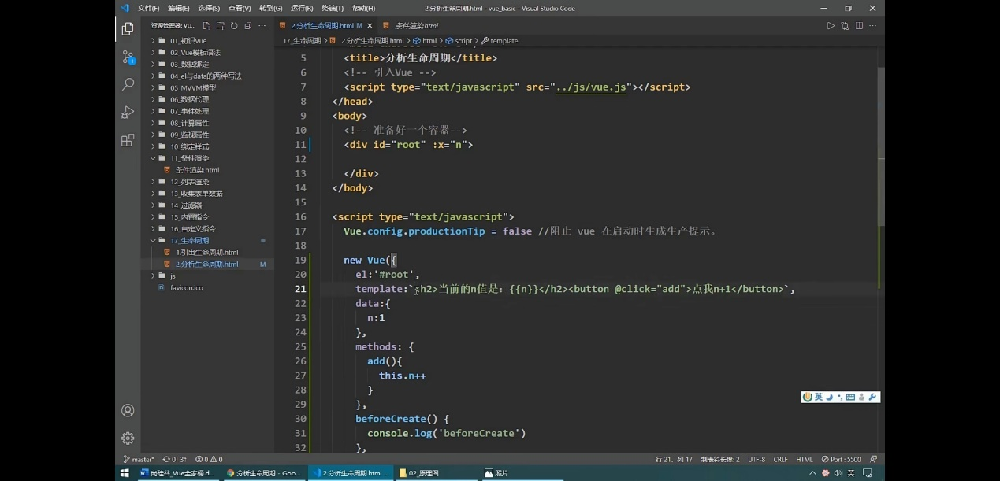 文件(F) 编辑(E) 选择(S) 查看(V) 转到(G) 运行(R) 终端(T) 帮助(H) 2.分析生命周期.html - vue_basic - Visual Studio Code
资源管理器: VU... 2.分析生命周期.html M 条件渲染.html
17_生命周期 > 2.分析生命周期.html > html > script > template
01_初识Vue
02_Vue模板语法
03_数据绑定
04_el与data的两种写法
05_MVVM模型
06_数据代理
07_事件处理
08_计算属性
09_监视属性
10_绑定样式
11_条件渲染
条件渲染.html
12_列表渲染
13_收集表单数据
14_过滤器
15_内置指令
16_自定义指令
17_生命周期
1.引出生命周期.html
2.分析生命周期.html M
js
favicon.ico
5 <title>分析生命周期</title>
6 <!-- 引入Vue -->
7 <script type="text/javascript" src="../js/vue.js"></script>
8 </head>
9 <body>
10 <!-- 准备好一个容器-->
11 <div id="root" :x="n">
12
13 </div>
14 </body>
15
16 <script type="text/javascript">
17 Vue.config.productionTip = false //阻止 vue 在启动时生成生产提示。
18
19 new Vue({
20 el:'#root',
21 template:`<h2>当前的n值是：{{n}}</h2><button @click="add">点我n+1</button>`,
22 data:{
23 n:1
24 },
25 methods: {
26 add(){
27 this.n++
28 }
29 },
30 beforeCreate() {
31 console.log('beforeCreate')
32 },
英
master* 0↓ 3↑ 0 0 行 21，列 17 制表符长度: 2 UTF-8 CRLF HTML Port : 5500
尚硅谷_Vue全家桶.d... 分析生命周期 - Goo... 2.分析生命周期.html ... 02_原理图 照片 英